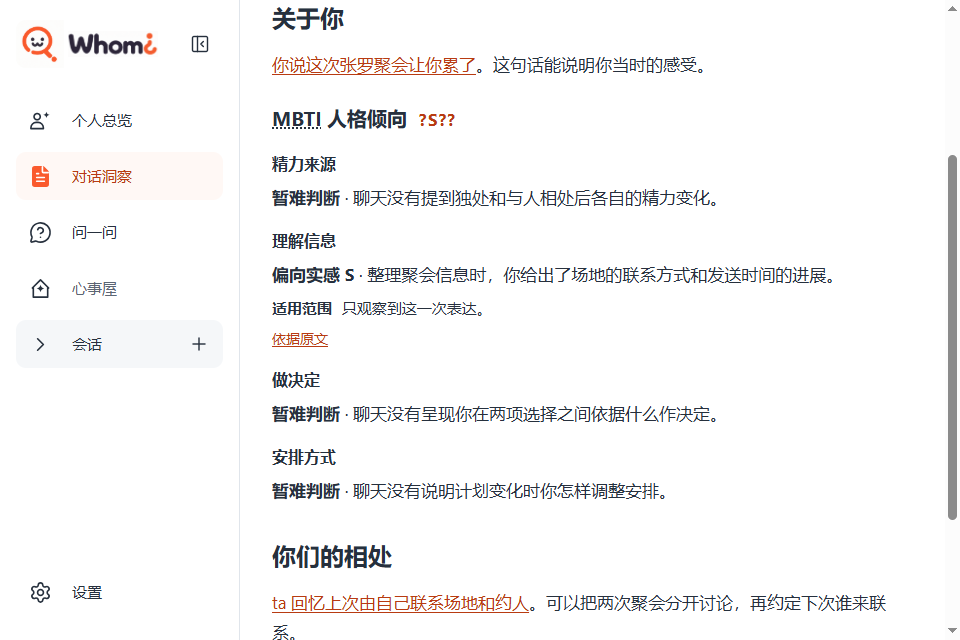 Whomi
个人总览
对话洞察
问一问
心事屋
会话
设置
关于你
你说这次张罗聚会让你累了。这句话能说明你当时的感受。
MBTI 人格倾向 ?S??
精力来源
暂难判断 · 聊天没有提到独处和与人相处后各自的精力变化。
理解信息
偏向实感 S · 整理聚会信息时，你给出了场地的联系方式和发送时间的进展。
适用范围 只观察到这一次表达。
依据原文
做决定
暂难判断 · 聊天没有呈现你在两项选择之间依据什么作决定。
安排方式
暂难判断 · 聊天没有说明计划变化时你怎样调整安排。
你们的相处
ta 回忆上次由自己联系场地和约人。可以把两次聚会分开讨论，再约定下次谁来联
系。